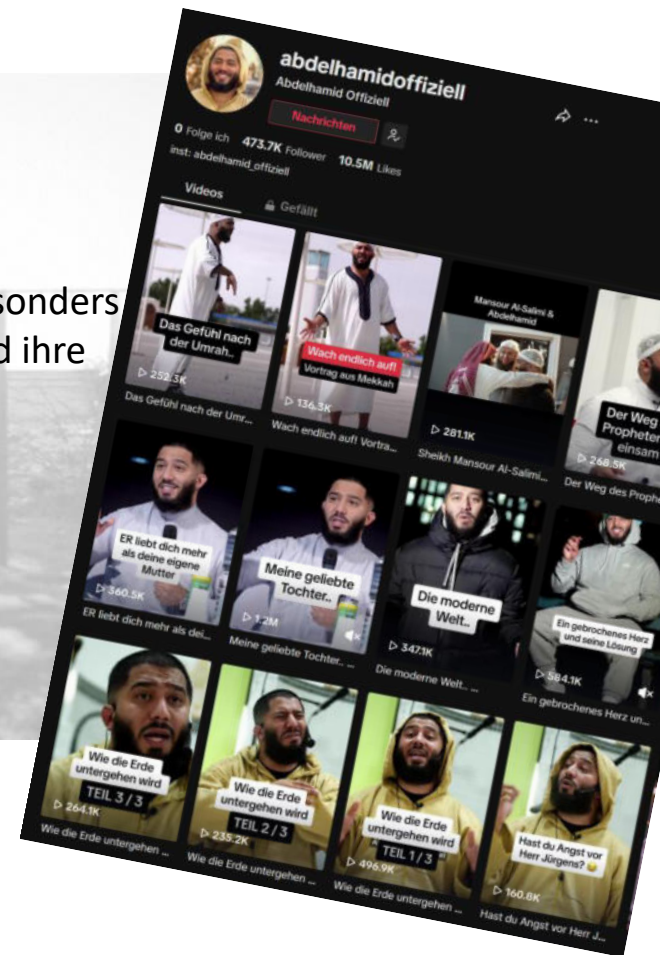 sonders
d ihre
abdelhamidoffiziell
Abdelhamid Offiziell
Nachrichten
0 Folge ich 473.7K Follower 10.5M Likes
inst: abdelhamid_offiziell
Videos
Gefällt
Das Gefühl nach
der Umrah..
252.3K
Das Gefühl nach der Umr...
Wach endlich auf!
Vortrag aus Mekkah
136.3K
Wach endlich auf! Vortra...
Mansour Al-Salimi &
Abdelhamid
281.1K
Sheikh Mansour Al-Salimi...
Der Weg
Propheten
einsam
268.5K
Der Weg des Prophe
ER liebt dich mehr
als deine eigene
Mutter
360.5K
ER liebt dich mehr als dei...
Meine geliebte
Tochter..
1.2M
Meine geliebte Tochter.. ...
Die moderne
Welt..
347.1K
Die moderne Welt.. ...
Ein gebrochenes Herz
und seine Lösung
584.1K
Ein gebrochenes Herz un...
Wie die Erde
untergehen wird
TEIL 3 / 3
264.1K
Wie die Erde untergehen ...
Wie die Erde
untergehen wird
TEIL 2 / 3
235.2K
Wie die Erde untergehen ...
Wie die Erde
untergehen wird
TEIL 1 / 3
496.9K
Wie die Erde untergehen ...
Hast du Angst vor
Herr Jürgens? 😅
160.8K
Hast du Angst vor Herr J...